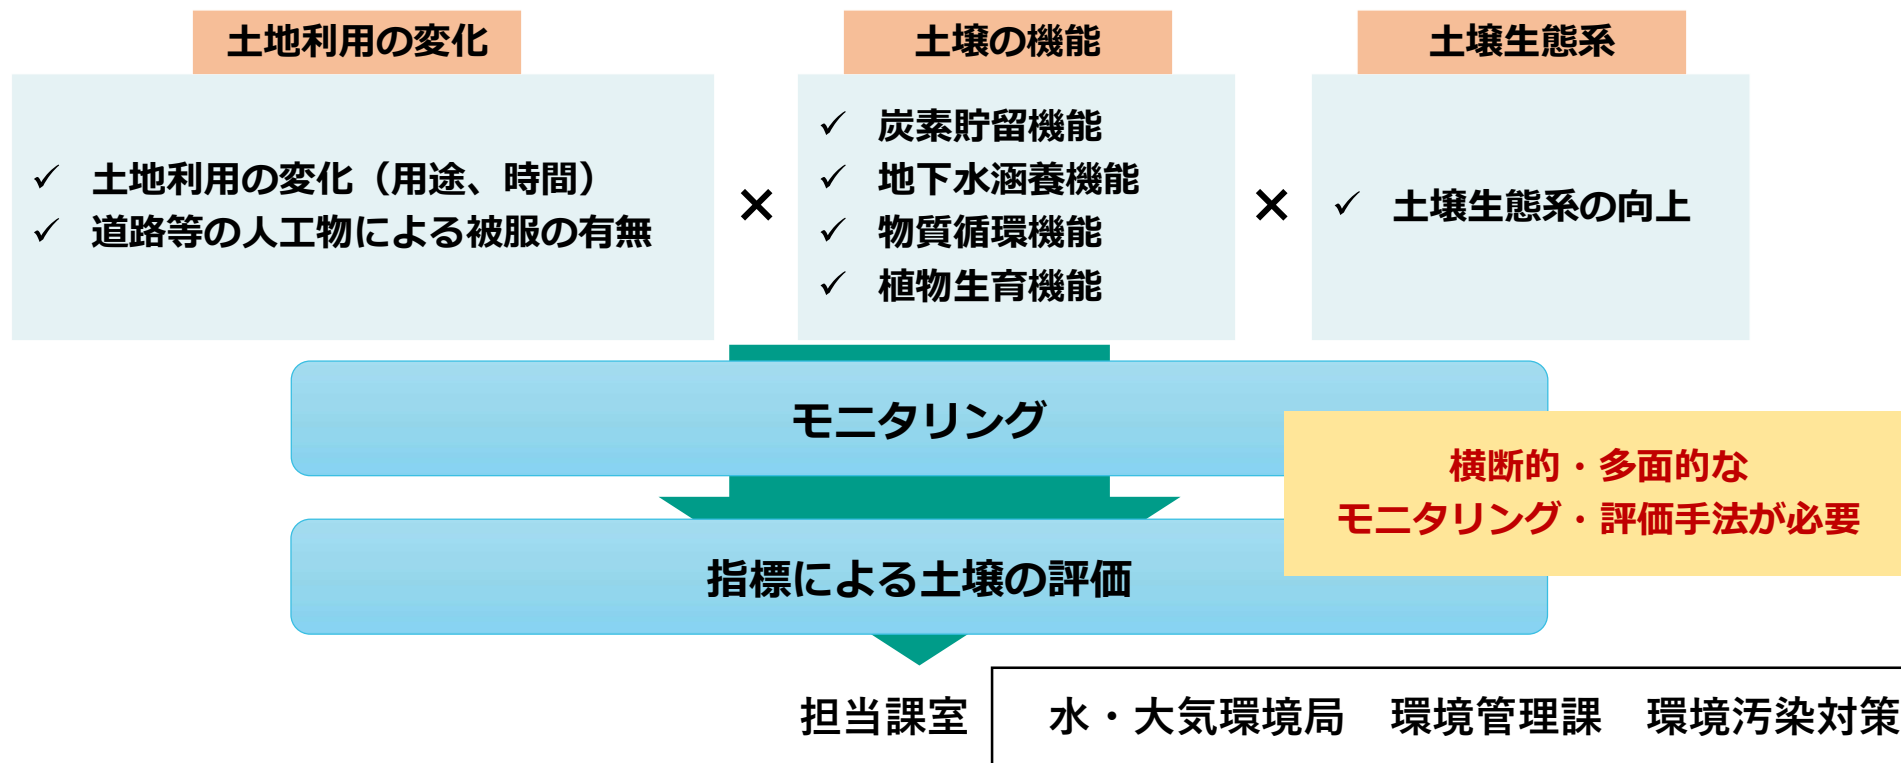 土地利用の変化
土壌の機能
土壌生態系
✓ 土地利用の変化（用途、時間）
✓ 道路等の人工物による被服の有無
×
✓ 炭素貯留機能
✓ 地下水涵養機能
✓ 物質循環機能
✓ 植物生育機能
×
✓ 土壌生態系の向上
モニタリング
横断的・多面的な
モニタリング・評価手法が必要
指標による土壌の評価
担当課室
水・大気環境局　環境管理課　環境汚染対策